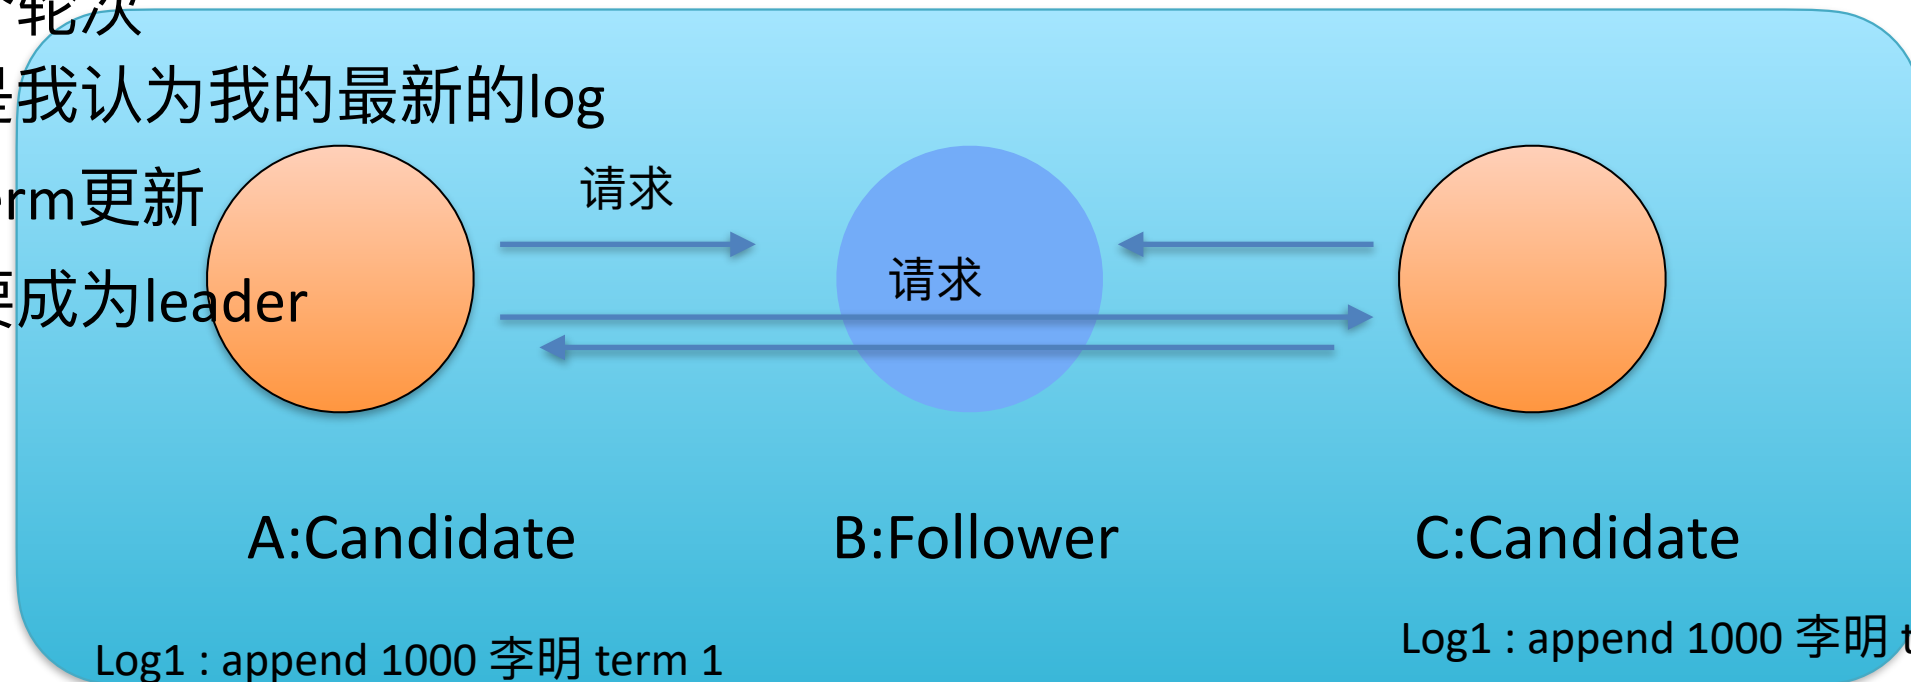 轮次
是我认为我的最新的log
rm更新
请求
请求
要成为leader
A:Candidate
B:Follower
C:Candidate
Log1 : append 1000 李明 term 1
Log1 : append 1000 李明 t